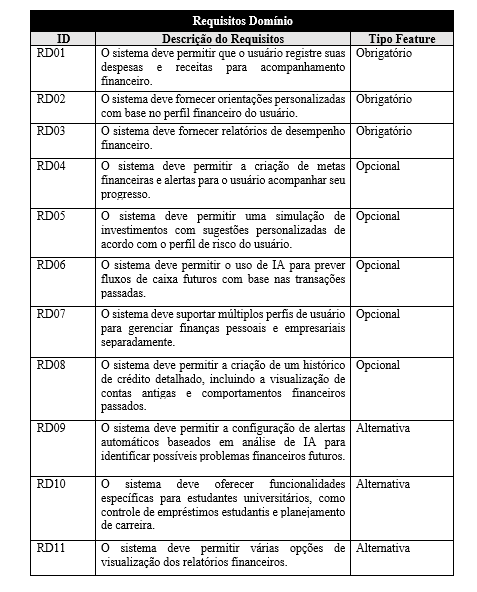 Requisitos Domínio
ID Descrição do Requisitos Tipo Feature
RD01 O sistema deve permitir que o usuário registre suas Obrigatório
despesas e receitas para acompanhamento
financeiro.
RD02 O sistema deve fornecer orientações personalizadas Obrigatório
com base no perfil financeiro do usuário.
RD03 O sistema deve fornecer relatórios de desempenho Obrigatório
financeiro.
RD04 O sistema deve permitir a criação de metas Opcional
financeiras e alertas para o usuário acompanhar seu
progresso.
RD05 O sistema deve permitir uma simulação de Opcional
investimentos com sugestões personalizadas de
acordo com o perfil de risco do usuário.
RD06 O sistema deve permitir o uso de IA para prever Opcional
fluxos de caixa futuros com base nas transações
passadas.
RD07 O sistema deve suportar múltiplos perfis de usuário Opcional
para gerenciar finanças pessoais e empresariais
separadamente.
RD08 O sistema deve permitir a criação de um histórico Opcional
de crédito detalhado, incluindo a visualização de
contas antigas e comportamentos financeiros
passados.
RD09 O sistema deve permitir a configuração de alertas Alternativa
automáticos baseados em análise de IA para
identificar possíveis problemas financeiros futuros.
RD10 O sistema deve oferecer funcionalidades Alternativa
específicas para estudantes universitários, como
controle de empréstimos estudantis e planejamento
de carreira.
RD11 O sistema deve permitir várias opções de Alternativa
visualização dos relatórios financeiros.